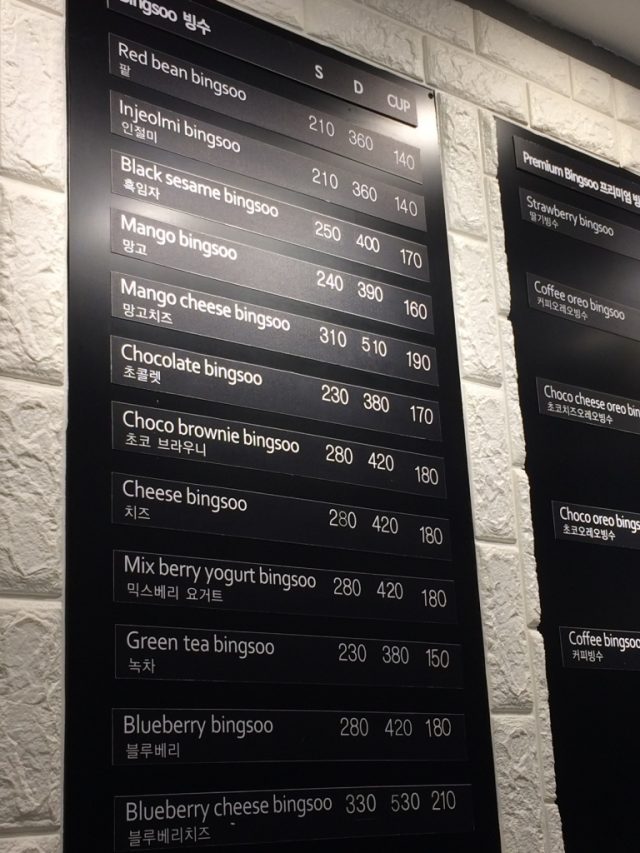 Bingsoo 빙수
S D CUP
Red bean bingsoo 210 360 140
팥
Injeolmi bingsoo 210 360 140
인절미
Black sesame bingsoo 250 400 170
흑임자
Mango bingsoo 240 390 160
망고
Mango cheese bingsoo 310 510 190
망고치즈
Chocolate bingsoo 230 380 170
초콜렛
Choco brownie bingsoo 280 420 180
초코 브라우니
Cheese bingsoo 280 420 180
치즈
Mix berry yogurt bingsoo 280 420 180
믹스베리 요거트
Green tea bingsoo 230 380 150
녹차
Blueberry bingsoo 280 420 180
블루베리
Blueberry cheese bingsoo 330 530 210
블루베리치즈
Premium Bingsoo 프리미엄
Strawberry bingsoo
딸기빙수
Coffee oreo bingsoo
커피오레오빙수
Choco cheese oreo
초코치즈오레오빙수
Choco oreo
초코오레오빙수
Coffee bingsoo
커피빙수